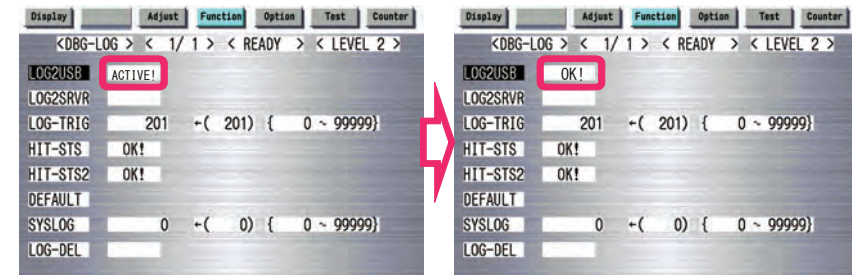 Display Adjust Function Option Test Counter
<DBG-LOG > < 1/ 1 > < READY > < LEVEL 2 >
LOG2USB ACTIVE!
LOG2SRVR
LOG-TRIG 201 ←( 201) { 0 ~ 99999}
HIT-STS OK!
HIT-STS2 OK!
DEFAULT
SYSLOG 0 ←( 0) { 0 ~ 99999}
LOG-DEL
Display Adjust Function Option Test Counter
<DBG-LOG > < 1/ 1 > < READY > < LEVEL 2 >
LOG2USB OK!
LOG2SRVR
LOG-TRIG 201 ←( 201) { 0 ~ 99999}
HIT-STS OK!
HIT-STS2 OK!
DEFAULT
SYSLOG 0 ←( 0) { 0 ~ 99999}
LOG-DEL